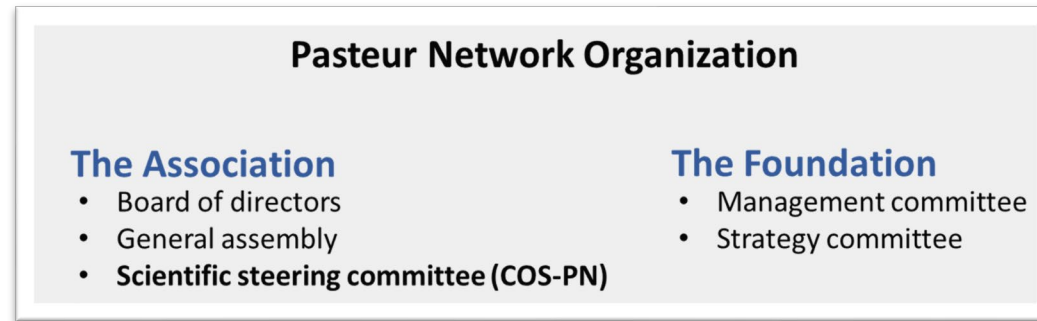 Pasteur Network Organization
The Association
• Board of directors
• General assembly
• Scientific steering committee (COS-PN)
The Foundation
• Management committee
• Strategy committee